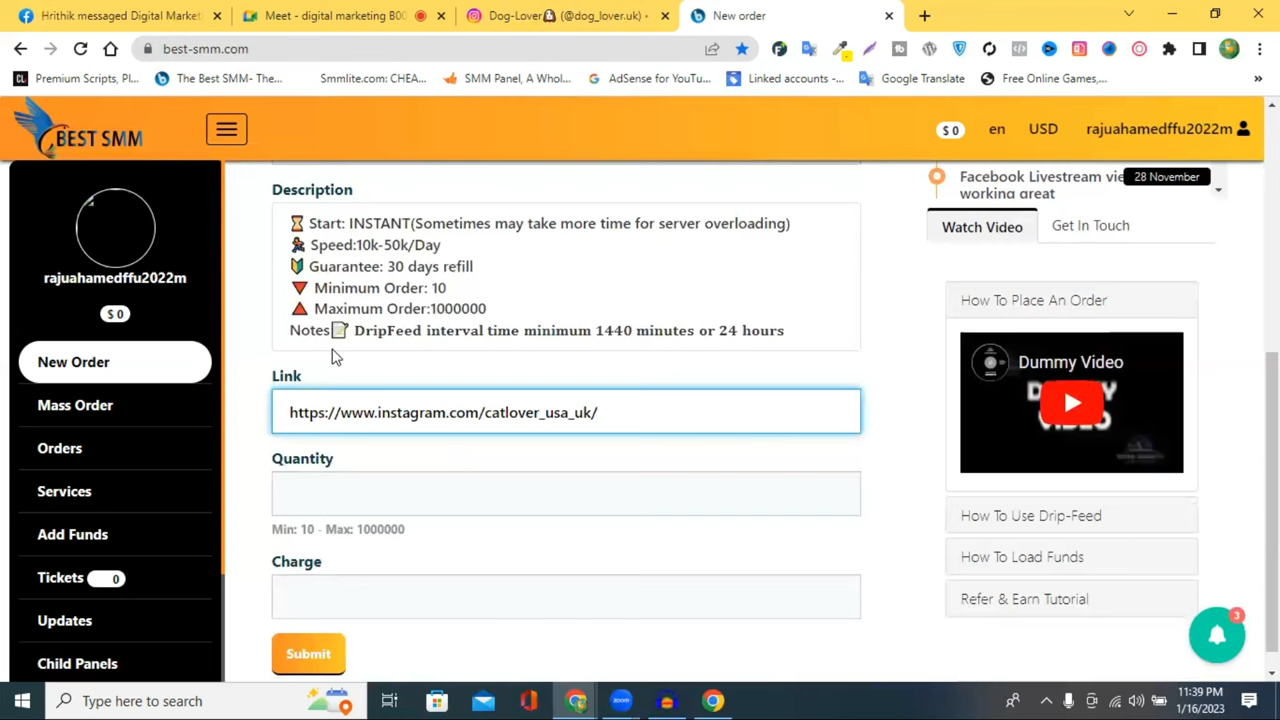 Hrithik messaged Digital Market
Meet - digital marketing B00
Dog-Lover (@dog_lover.uk) •
New order
best-smm.com
Premium Scripts, Pl...
The Best SMM- The...
Smmlite.com: CHEA...
SMM Panel, A Whol...
AdSense for YouTu...
Linked accounts -...
Google Translate
Free Online Games,...
BEST SMM
$ 0
en
USD
rajuahamedffu2022m
rajuahamedffu2022m
$ 0
New Order
Mass Order
Orders
Services
Add Funds
Tickets 0
Updates
Child Panels
Description
Start: INSTANT(Sometimes may take more time for server overloading)
Speed:10k-50k/Day
Guarantee: 30 days refill
Minimum Order: 10
Maximum Order:1000000
Notes DripFeed interval time minimum 1440 minutes or 24 hours
Link
https://www.instagram.com/catlover_usa_uk/
Quantity
Min: 10 - Max: 1000000
Charge
Submit
Facebook Livestream vie
working great
28 November
Watch Video
Get In Touch
How To Place An Order
Dummy Video
How To Use Drip-Feed
How To Load Funds
Refer & Earn Tutorial
3
Type here to search
zoom
11:39 PM
1/16/2023